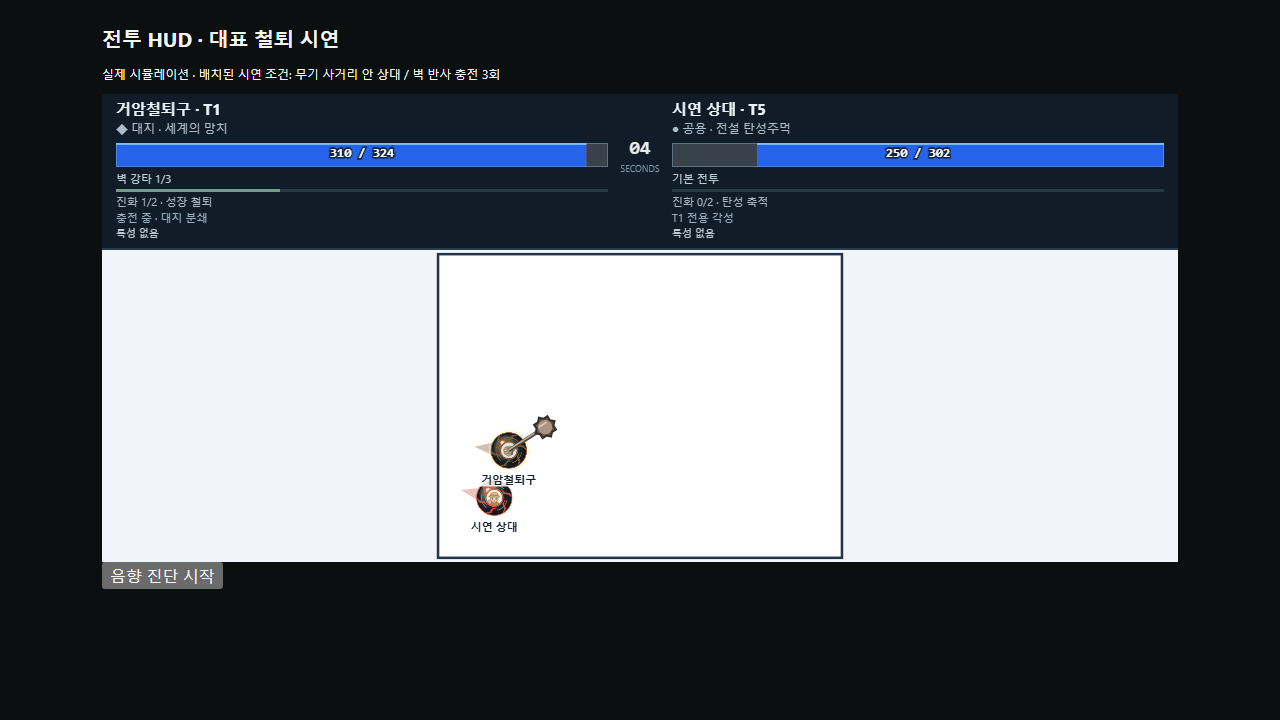 전투 HUD · 대표 철퇴 시연
실제 시뮬레이션 · 배치된 시연 조건: 무기 사거리 안 상대 / 벽 반사 충전 3회
거암철퇴구 · T1
◆ 대지 · 세계의 망치
310 / 324
벽 강타 1/3
진화 1/2 · 성장 철퇴
충전 중 · 대지 분쇄
특성 없음
04
SECONDS
시연 상대 · T5
● 공용 · 전설 탄성주먹
250 / 302
기본 전투
진화 0/2 · 탄성 축적
T1 전용 각성
특성 없음
거암철퇴구
시연 상대
음향 진단 시작